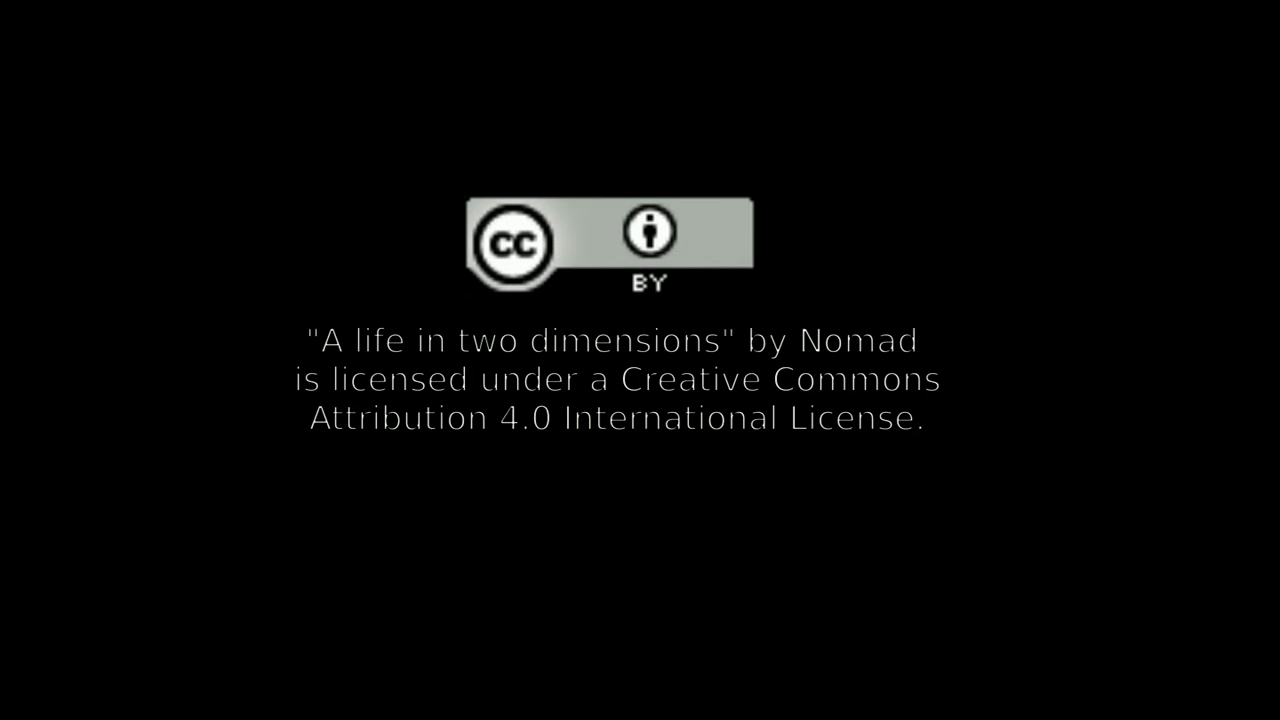 CC
BY
"A life in two dimensions" by Nomad
is licensed under a Creative Commons
Attribution 4.0 International License.